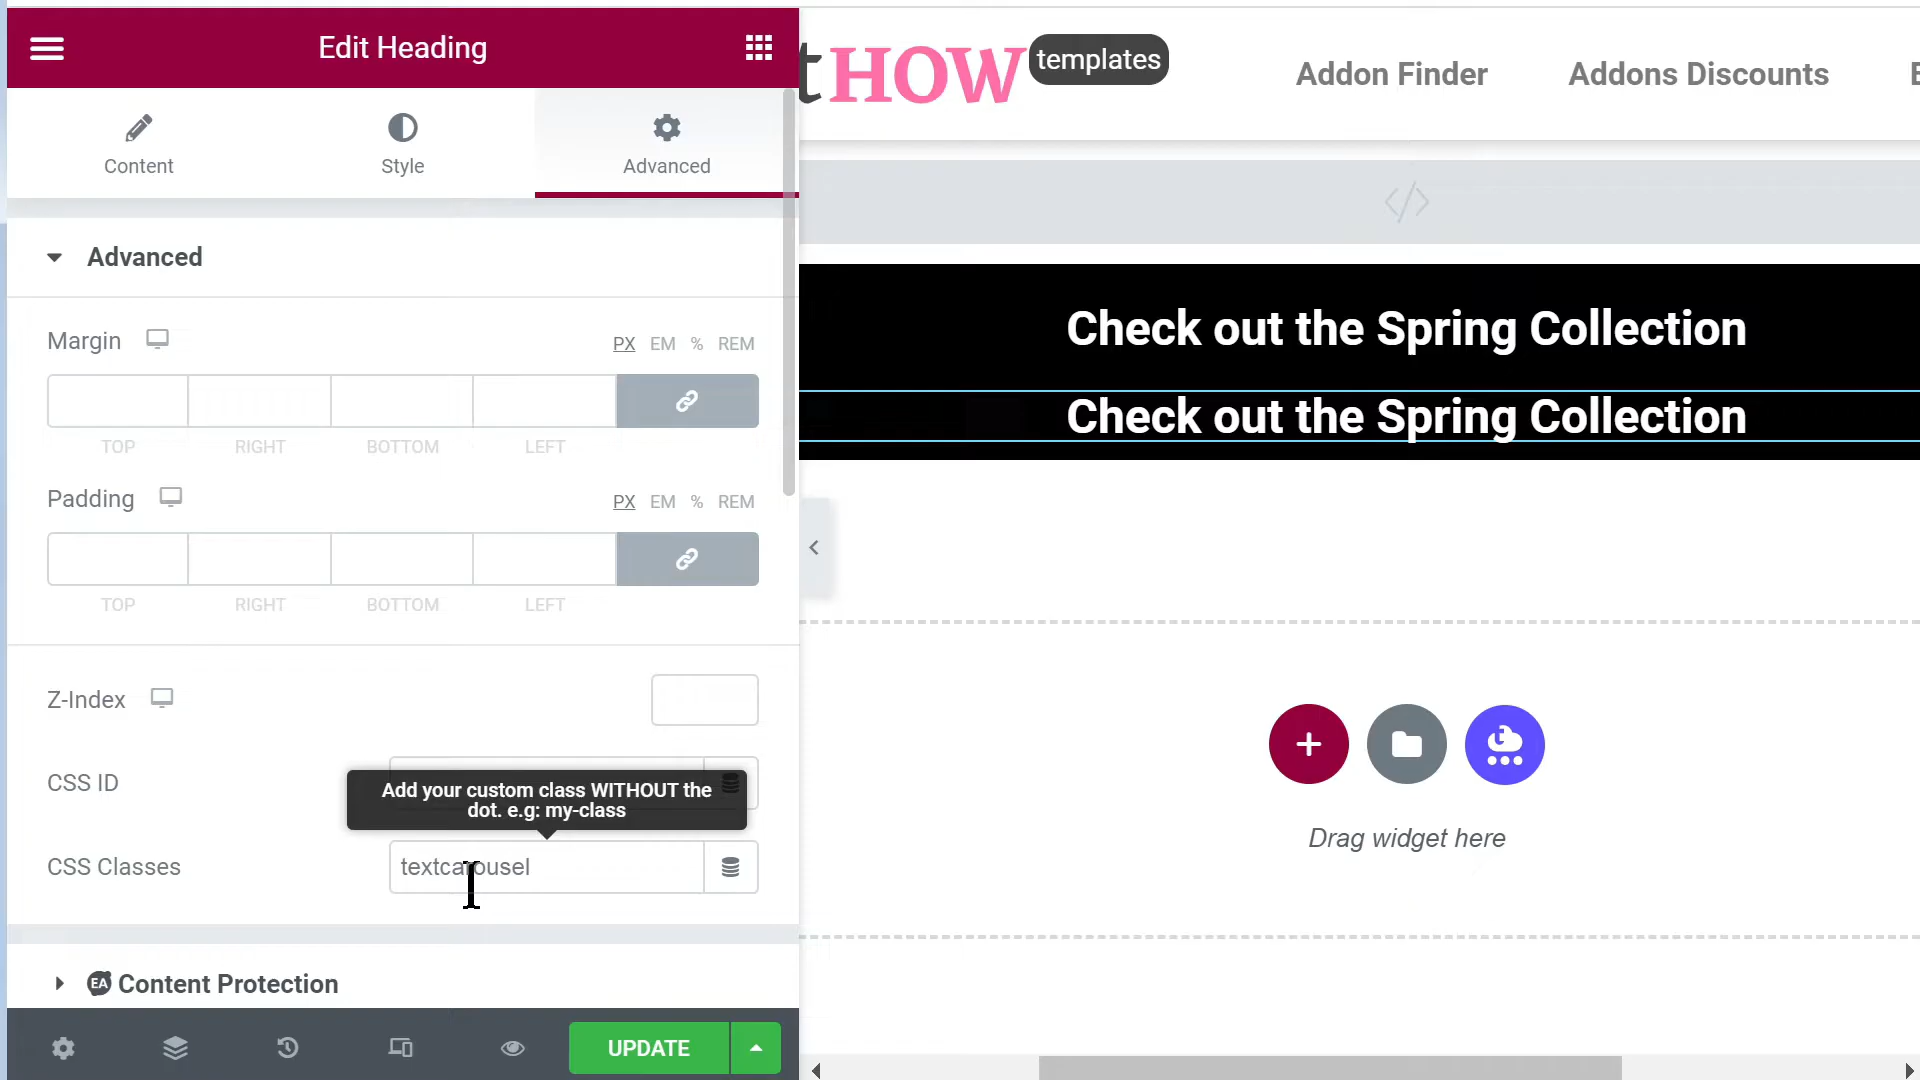 Edit Heading
t HOW templates
Addon Finder
Addons Discounts
Content
Style
Advanced
Advanced
Margin
PX EM % REM
TOP RIGHT BOTTOM LEFT
Padding
PX EM % REM
TOP RIGHT BOTTOM LEFT
Z-Index
CSS ID
Add your custom class WITHOUT the
dot. e.g: my-class
CSS Classes
textcarousel
EA Content Protection
UPDATE
Check out the Spring Collection
Check out the Spring Collection
Drag widget here